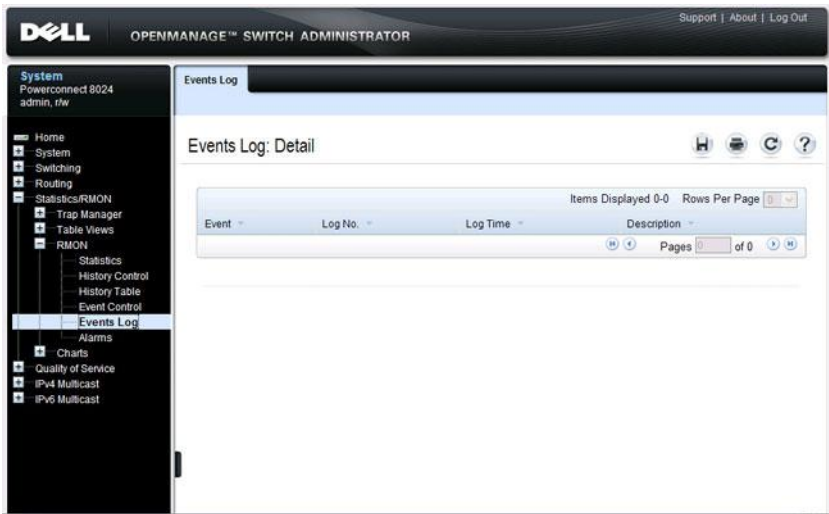 Support | About | Log Out
DELL OPENMANAGE™ SWITCH ADMINISTRATOR
System
Powerconnect 8024
admin, r/w
Home
System
Switching
Routing
Statistics/RMON
Trap Manager
Table Views
RMON
Statistics
History Control
History Table
Event Control
Events Log
Alarms
Charts
Quality of Service
IPv4 Multicast
IPv6 Multicast
Events Log
Events Log: Detail
Items Displayed 0-0 Rows Per Page 0
Event Log No. Log Time Description
Pages 0 of 0